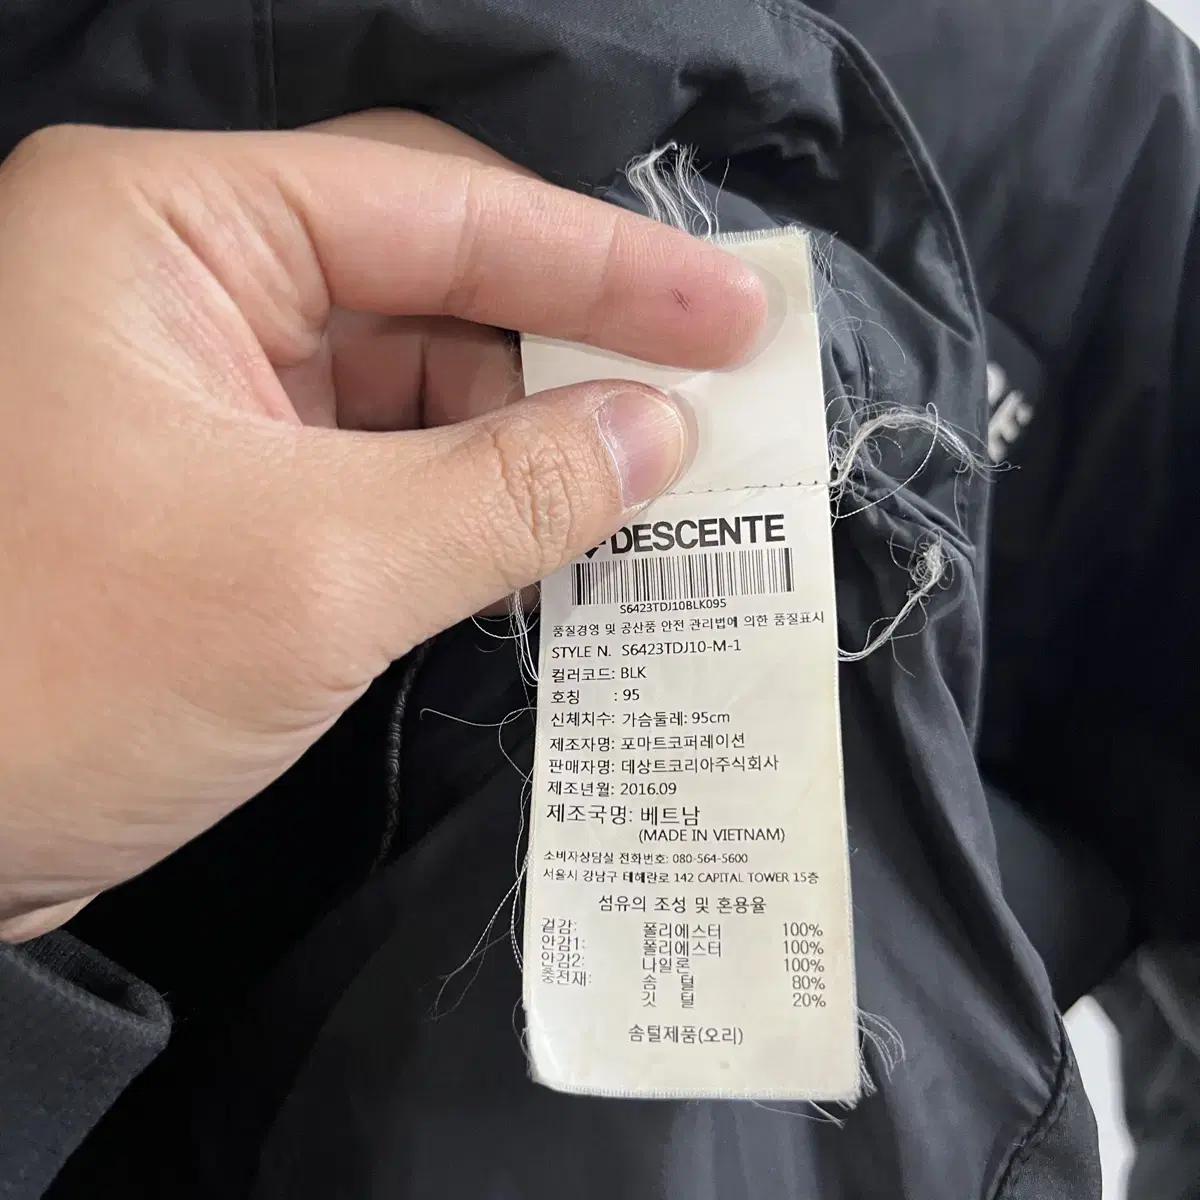 DESCENTE
S6423TDJ10BLK095
품질경영 및 공산품 안전 관리법에 의한 품질표시
STYLE N. S6423TDJ10-M-1
컬러코드: BLK
호칭 : 95
신체치수: 가슴둘레: 95cm
제조자명: 포마트코퍼레이션
판매자명: 데상트코리아주식회사
제조년월: 2016.09
제조국명: 베트남
(MADE IN VIETNAM)
소비자상담실 전화번호: 080-564-5600
서울시 강남구 테헤란로 142 CAPITAL TOWER 15층
섬유의 조성 및 혼용율
겉감: 폴리에스터 100%
안감1: 폴리에스터 100%
안감2: 나일론 100%
충전재: 솜 털 80%
깃 털 20%
솜털제품(오리)